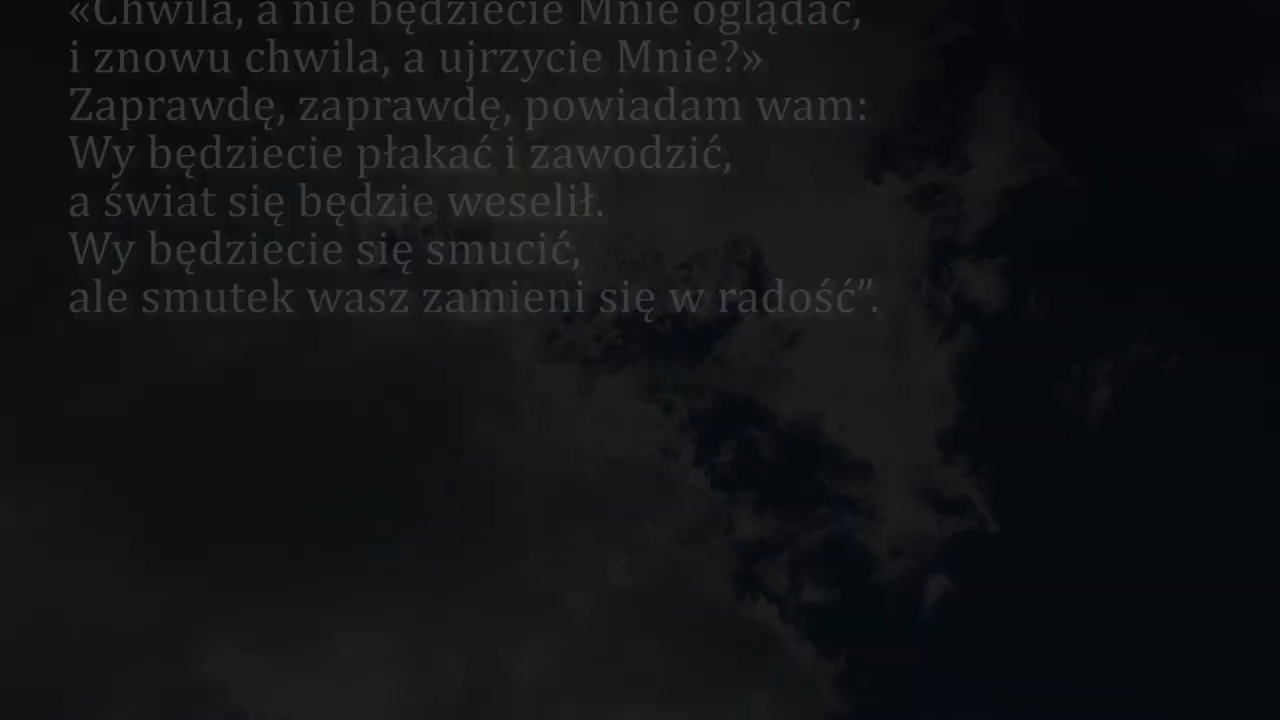 «Chwila, a nie będziecie Mnie oglądać,
i znowu chwila, a ujrzycie Mnie?»
Zaprawdę, zaprawdę, powiadam wam:
Wy będziecie płakać i zawodzić,
a świat się będzie weselił.
Wy będziecie się smucić,
ale smutek wasz zamieni się w radość”.